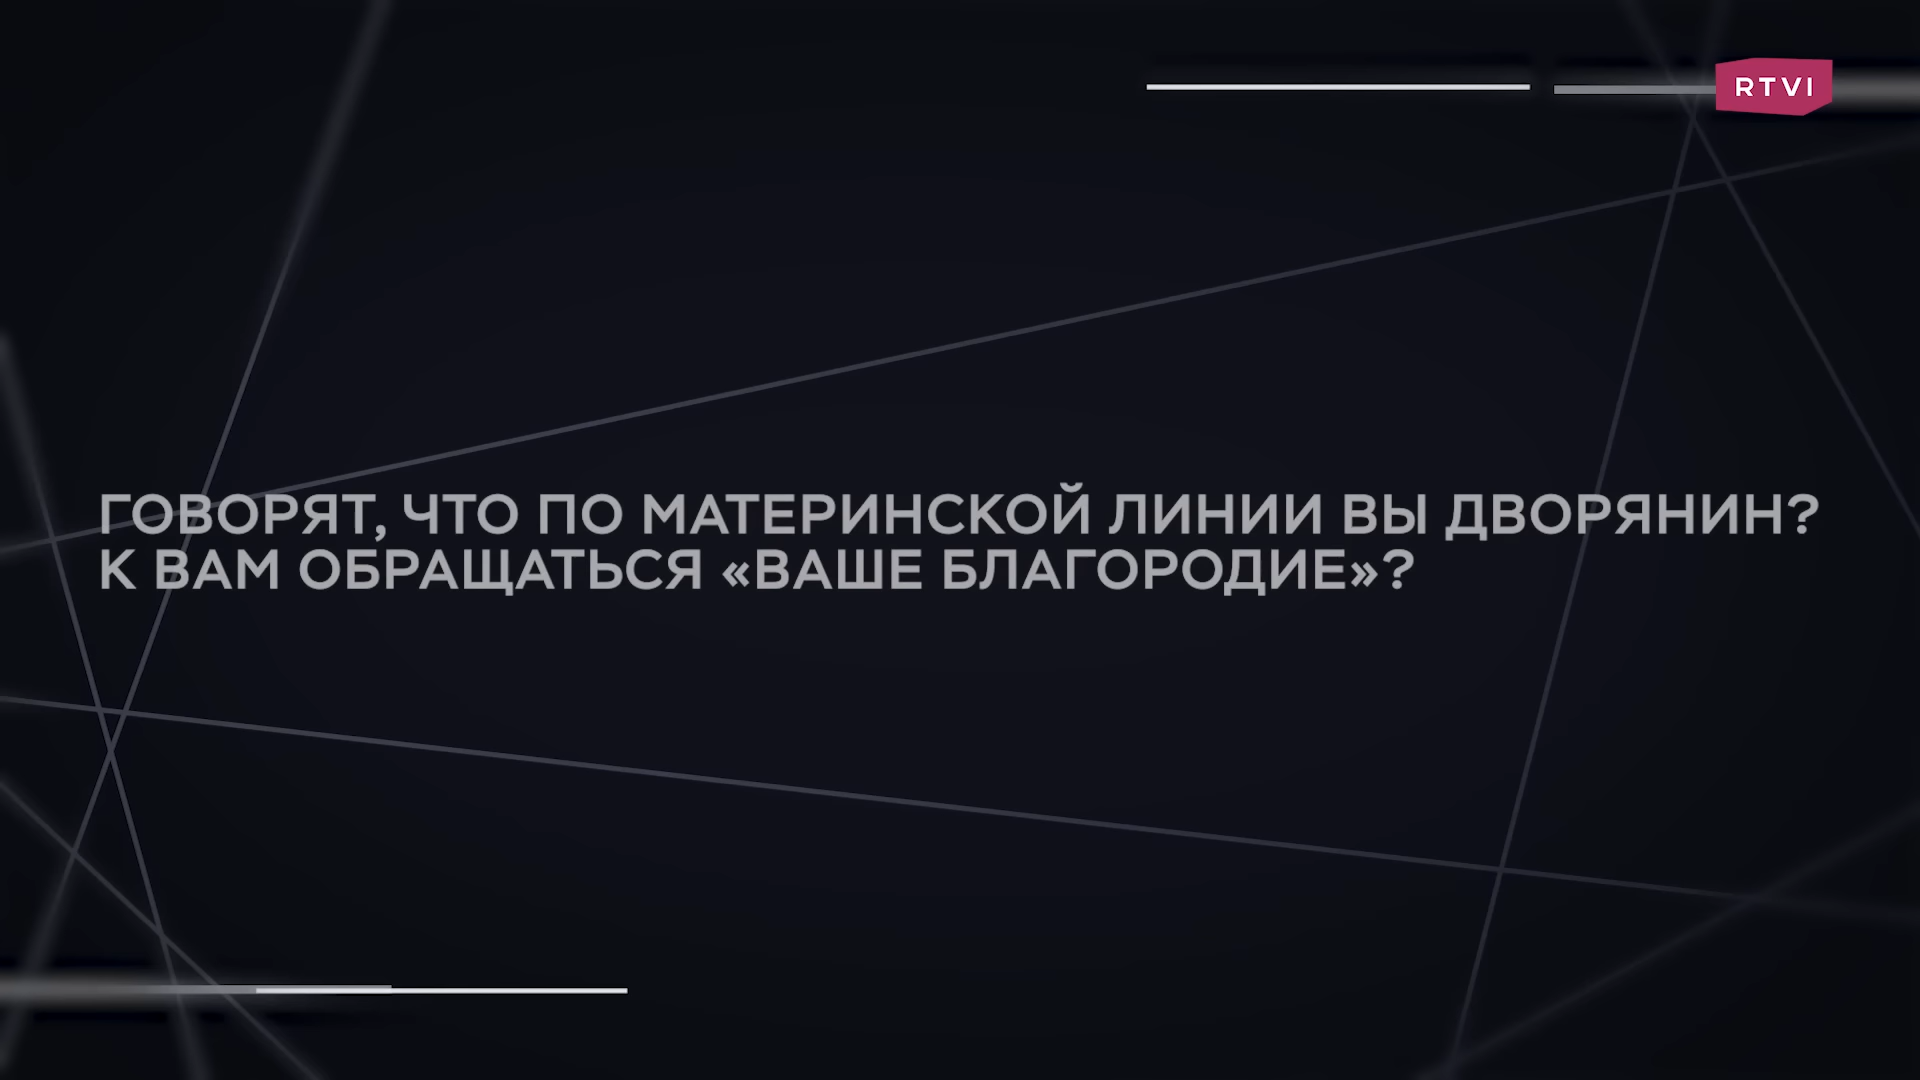 RTVI
ГОВОРЯТ, ЧТО ПО МАТЕРИНСКОЙ ЛИНИИ ВЫ ДВОРЯНИН?
К ВАМ ОБРАЩАТЬСЯ «ВАШЕ БЛАГОРОДИЕ»?